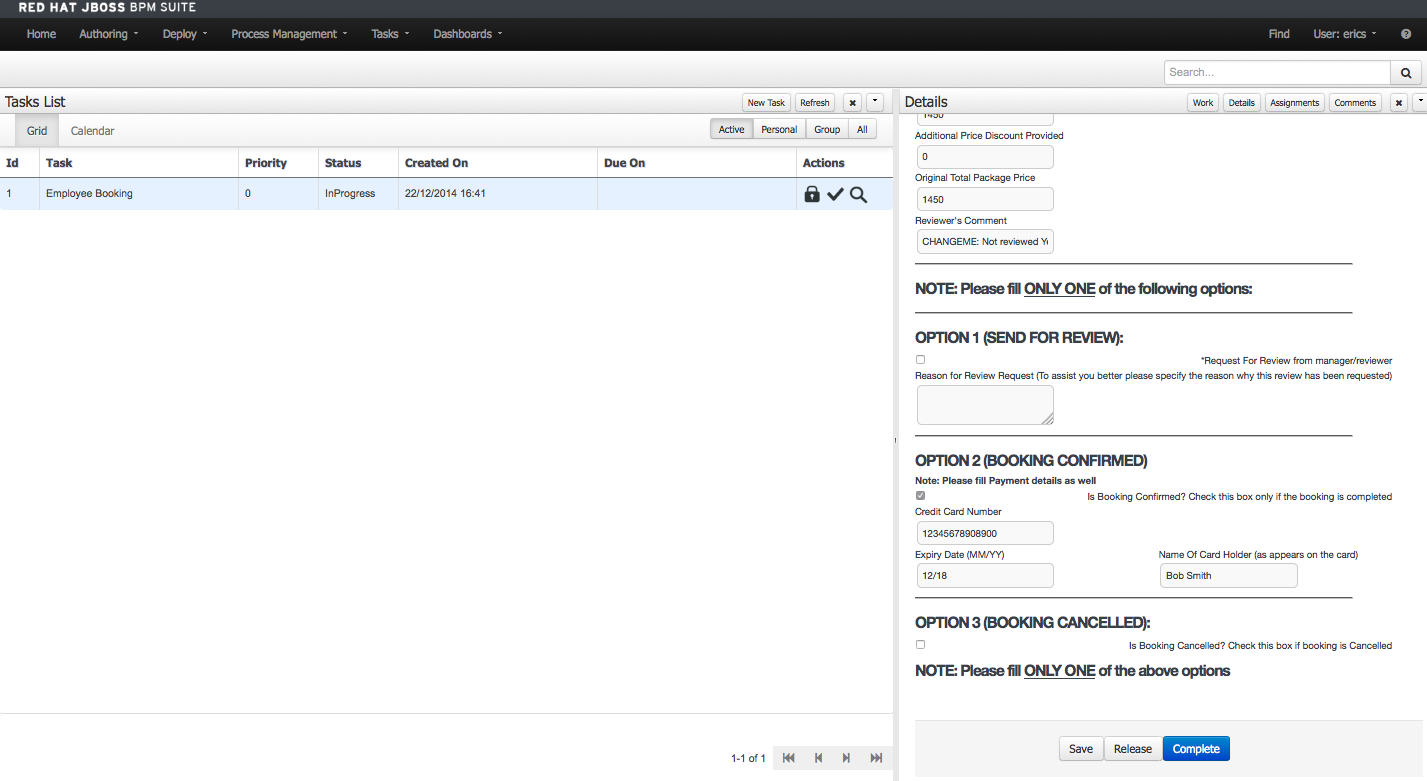 RED HAT JBOSS BPM SUITE
Home Authoring Deploy Process Management Tasks Dashboards Find User: erics ?
Search...
Tasks List New Task Refresh
Grid Calendar Active Personal Group All
Id Task Priority Status Created On Due On Actions
1 Employee Booking 0 InProgress 22/12/2014 16:41
1-1 of 1
Details Work Details Assignments Comments
1450
Additional Price Discount Provided
0
Original Total Package Price
1450
Reviewer's Comment
CHANGEME: Not reviewed Y
NOTE: Please fill ONLY ONE of the following options:
OPTION 1 (SEND FOR REVIEW):
*Request For Review from manager/reviewer
Reason for Review Request (To assist you better please specify the reason why this review has been requested)
OPTION 2 (BOOKING CONFIRMED)
Note: Please fill Payment details as well
Is Booking Confirmed? Check this box only if the booking is completed
Credit Card Number
12345678908900
Expiry Date (MM/YY) Name Of Card Holder (as appears on the card)
12/18 Bob Smith
OPTION 3 (BOOKING CANCELLED):
Is Booking Cancelled? Check this box if booking is Cancelled
NOTE: Please fill ONLY ONE of the above options
Save Release Complete